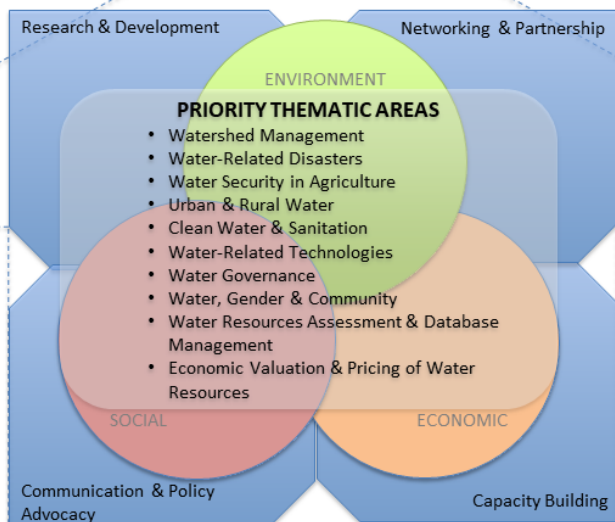 Research & Development
Networking & Partnership
ENVIRONMENT
PRIORITY THEMATIC AREAS
• Watershed Management
• Water-Related Disasters
• Water Security in Agriculture
• Urban & Rural Water
• Clean Water & Sanitation
• Water-Related Technologies
• Water Governance
• Water, Gender & Community
• Water Resources Assessment & Database
Management
• Economic Valuation & Pricing of Water
Resources
SOCIAL
ECONOMIC
Communication & Policy
Advocacy
Capacity Building